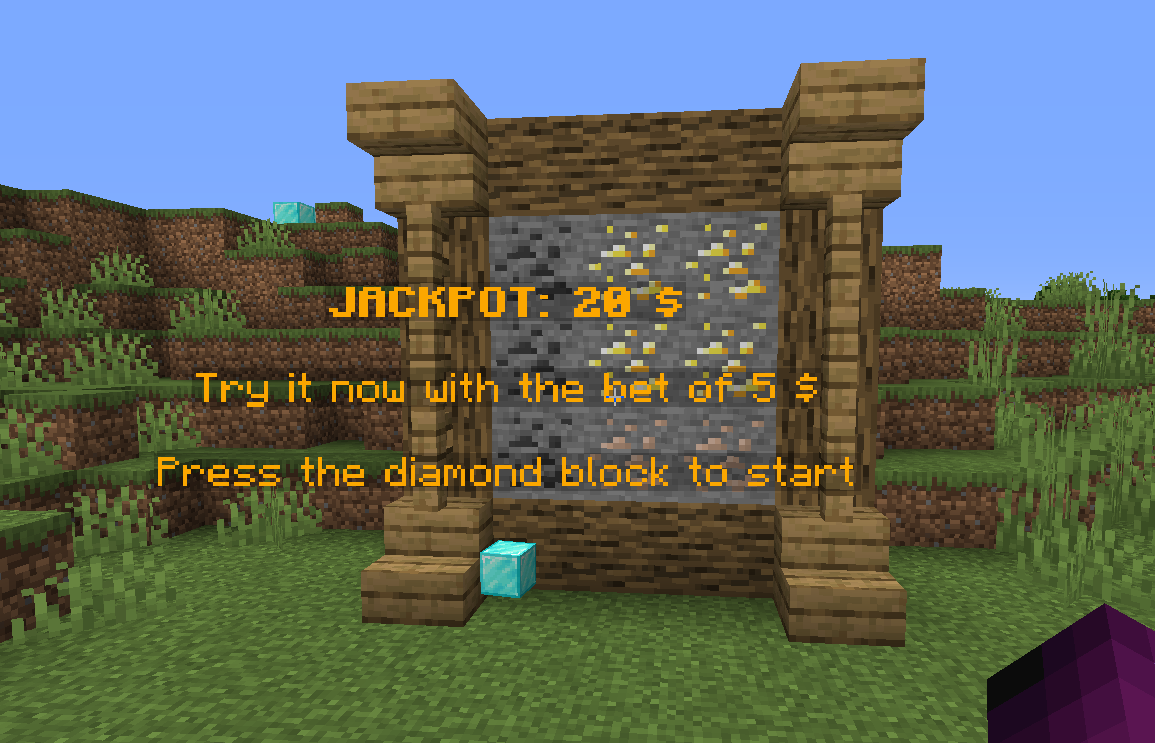 JACKPOT: 20 $
Try it now with the bet of 5 $
Press the diamond block to start